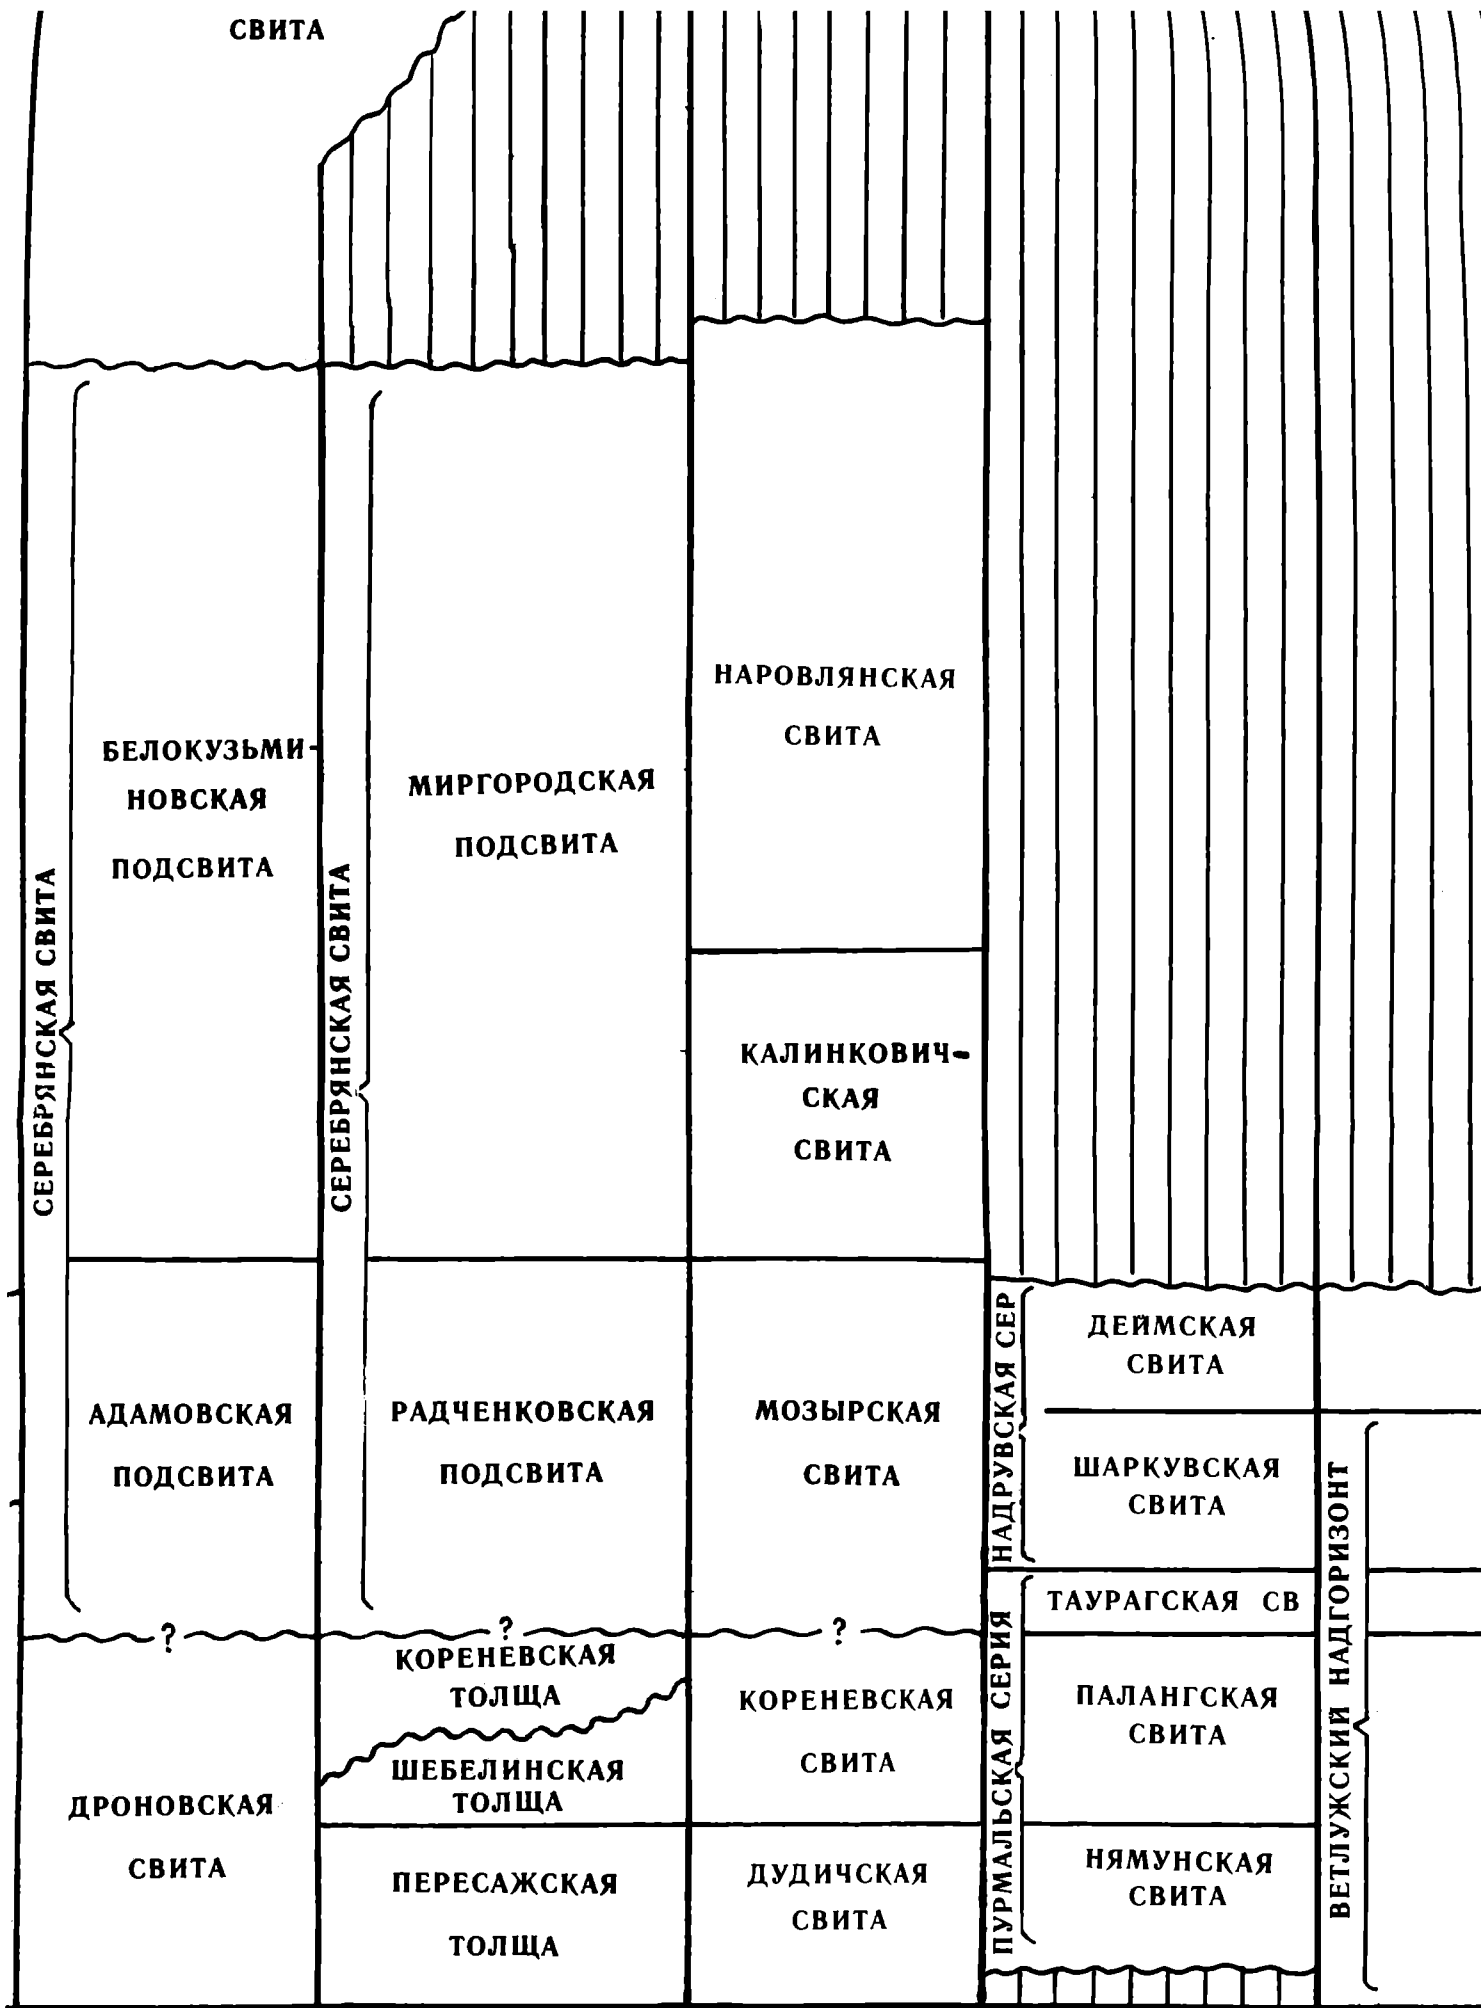 СВИТА
СЕРЕБРЯНСКАЯ СВИТА
БЕЛОКУЗЬМИ-
НОВСКАЯ
ПОДСВИТА
АДАМОВСКАЯ
ПОДСВИТА
?
ДРОНОВСКАЯ
СВИТА
СЕРЕБРЯНСКАЯ СВИТА
МИРГОРОДСКАЯ
ПОДСВИТА
РАДЧЕНКОВСКАЯ
ПОДСВИТА
?
КОРЕНЕВСКАЯ
ТОЛЩА
ШЕБЕЛИНСКАЯ
ТОЛЩА
ПЕРЕСАЖСКАЯ
ТОЛЩА
НАРОВЛЯНСКАЯ
СВИТА
КАЛИНКОВИЧ-
СКАЯ
СВИТА
МОЗЫРСКАЯ
СВИТА
?
КОРЕНЕВСКАЯ
СВИТА
ДУДИЧСКАЯ
СВИТА
НАДРУВСКАЯ СЕР
ДЕЙМСКАЯ
СВИТА
ШАРКУВСКАЯ
СВИТА
ПУРМАЛЬСКАЯ СЕРИЯ
ТАУРАГСКАЯ СВ
ПАЛАНГСКАЯ
СВИТА
НЯМУНСКАЯ
СВИТА
ВЕТЛУЖСКИЙ НАДГОРИЗОНТ